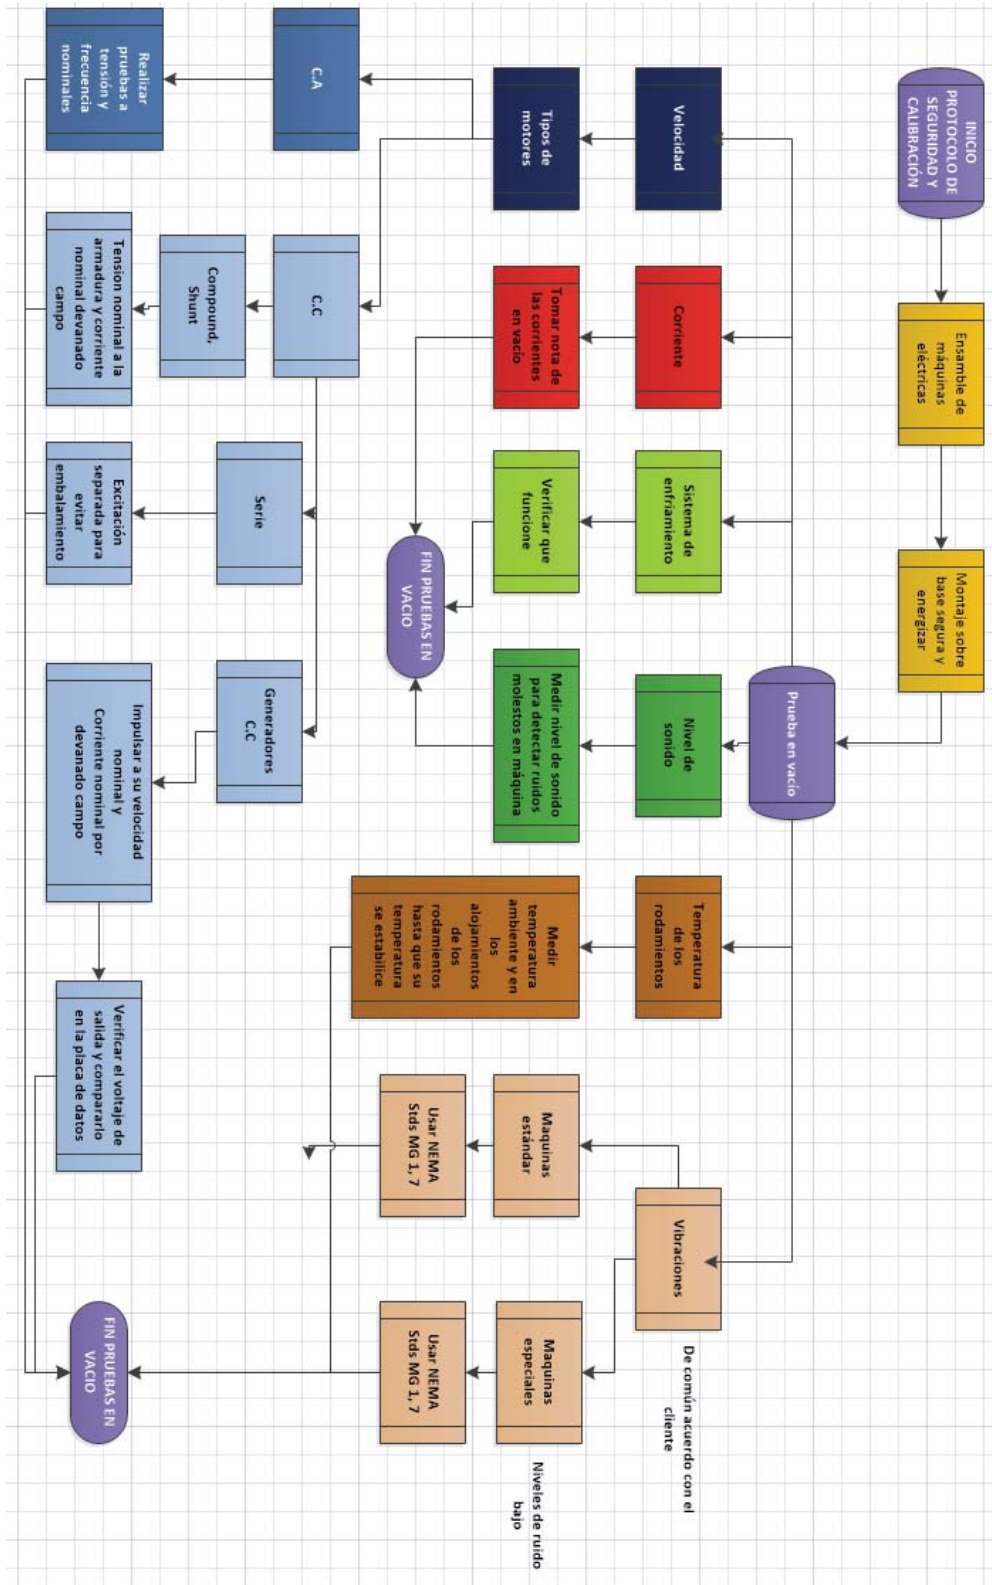 INICIO
PROTOCOLO DE
SEGURIDAD Y
CALIBRACIÓN
Ensamble de
máquinas
eléctricas
Montaje sobre
base segura y
energizar
Prueba en vacío
Velocidad
Corriente
Sistema de
enfriamiento
Nivel de
sonido
Temperatura
de los
rodamientos
Vibraciones
De común acuerdo con el
cliente
Tipos de
motores
Tomar nota de
las corrientes
en vacío
Verificar que
funcione
Medir nivel de sonido
para detectar ruidos
molestos en máquina
Medir
temperatura
ambiente y en
los
alojamientos
de los
rodamientos
hasta que su
temperatura
se estabilice
Maquinas
estándar
Maquinas
especiales
Niveles de ruido
bajo
FIN PRUEBAS EN
VACIO
Usar NEMA
Stds MG 1, 7
Usar NEMA
Stds MG 1, 7
C.A
C.C
Serie
Generadores
C.C
Compound,
Shunt
Realizar
pruebas a
tensión y
frecuencia
nominales
Tension nominal a la
armadura y corriente
nominal devanado
campo
Excitación
separada para
evitar
embalamiento
Impulsar a su velocidad
nominal y
Corriente nominal por
devanado campo
Verificar el voltaje de
salida y compararlo
en la placa de datos
FIN PRUEBAS EN
VACIO